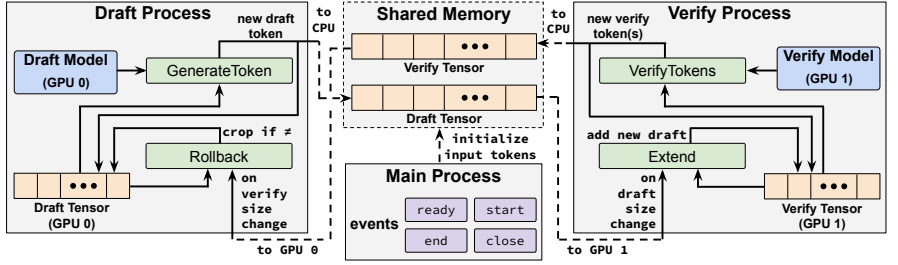 Draft Process
new draft
token
to
CPU
Draft Model
(GPU 0)
GenerateToken
crop if ≠
Rollback
on
verify
size
change
Draft Tensor
(GPU 0)
to GPU 0
Shared Memory
Verify Tensor
Draft Tensor
initialize
input tokens
Main Process
events
ready
start
end
close
Verify Process
to
CPU
new verify
token(s)
VerifyTokens
Verify Model
(GPU 1)
add new draft
Extend
on
draft
size
change
Verify Tensor
(GPU 1)
to GPU 1